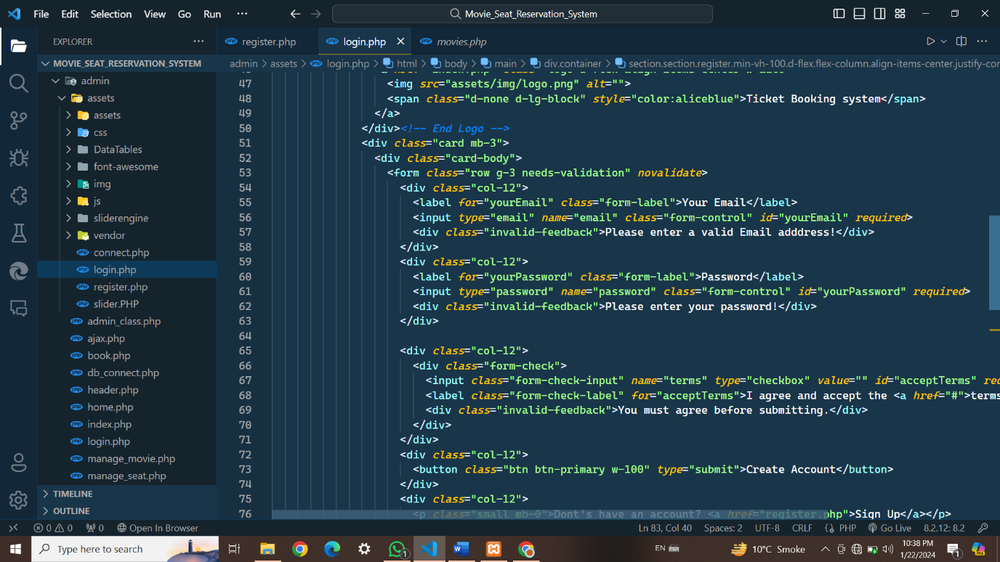 File Edit Selection View Go Run ··· Movie_Seat_Reservation_System
EXPLORER ···
MOVIE_SEAT_RESERVATION_SYSTEM
admin
assets
assets
css
DataTables
font-awesome
img
js
sliderengine
vendor
connect.php
login.php
register.php
slider.PHP
admin_class.php
ajax.php
book.php
db_connect.php
header.php
home.php
index.php
login.php
manage_movie.php
manage_seat.php
TIMELINE
OUTLINE
register.php login.php movies.php
admin > assets > login.php > html > body > main > div.container > section.section.register.min-vh-100.d-flex.flex-column.align-items-center.justify-con
47 <img src="assets/img/logo.png" alt="">
48 <span class="d-none d-lg-block" style="color:aliceblue">Ticket Booking system</span>
49 </a>
50 </div><!-- End Logo -->
51 <div class="card mb-3">
52 <div class="card-body">
53 <form class="row g-3 needs-validation" novalidate>
54 <div class="col-12">
55 <label for="yourEmail" class="form-label">Your Email</label>
56 <input type="email" name="email" class="form-control" id="yourEmail" required>
57 <div class="invalid-feedback">Please enter a valid Email adddress!</div>
58 </div>
59 <div class="col-12">
60 <label for="yourPassword" class="form-label">Password</label>
61 <input type="password" name="password" class="form-control" id="yourPassword" required>
62 <div class="invalid-feedback">Please enter your password!</div>
63 </div>
64
65 <div class="col-12">
66 <div class="form-check">
67 <input class="form-check-input" name="terms" type="checkbox" value="" id="acceptTerms" req
68 <label class="form-check-label" for="acceptTerms">I agree and accept the <a href="#">terms
69 <div class="invalid-feedback">You must agree before submitting.</div>
70 </div>
71 </div>
72 <div class="col-12">
73 <button class="btn btn-primary w-100" type="submit">Create Account</button>
74 </div>
75 <div class="col-12">
76 <p class="small mb-0">Dont's have an account? <a href="register.php">Sign Up</a></p>
0 0 0 Open In Browser Ln 83, Col 40 Spaces: 2 UTF-8 CRLF PHP Go Live 8.2.12: 8.2
Type here to search EN 10°C Smoke 10:38 PM
1/22/2024